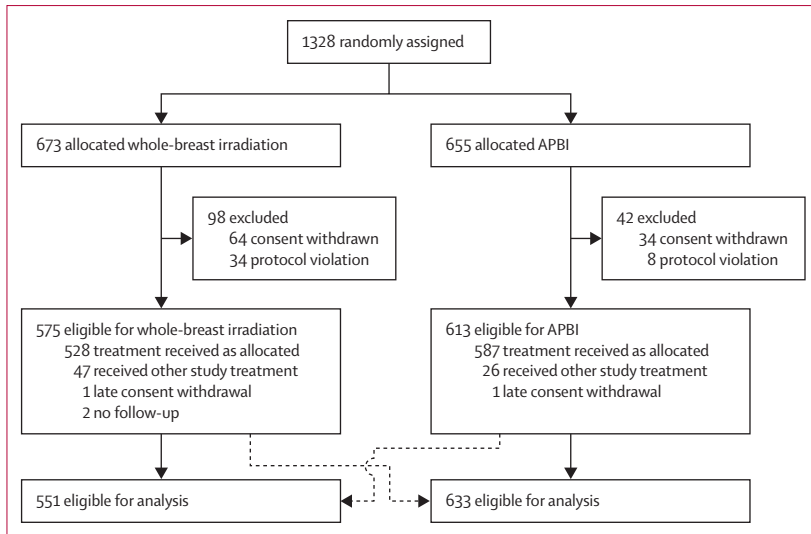 1328 randomly assigned
673 allocated whole-breast irradiation
655 allocated APBI
98 excluded
64 consent withdrawn
34 protocol violation
42 excluded
34 consent withdrawn
8 protocol violation
575 eligible for whole-breast irradiation
528 treatment received as allocated
47 received other study treatment
1 late consent withdrawal
2 no follow-up
613 eligible for APBI
587 treatment received as allocated
26 received other study treatment
1 late consent withdrawal
551 eligible for analysis
633 eligible for analysis